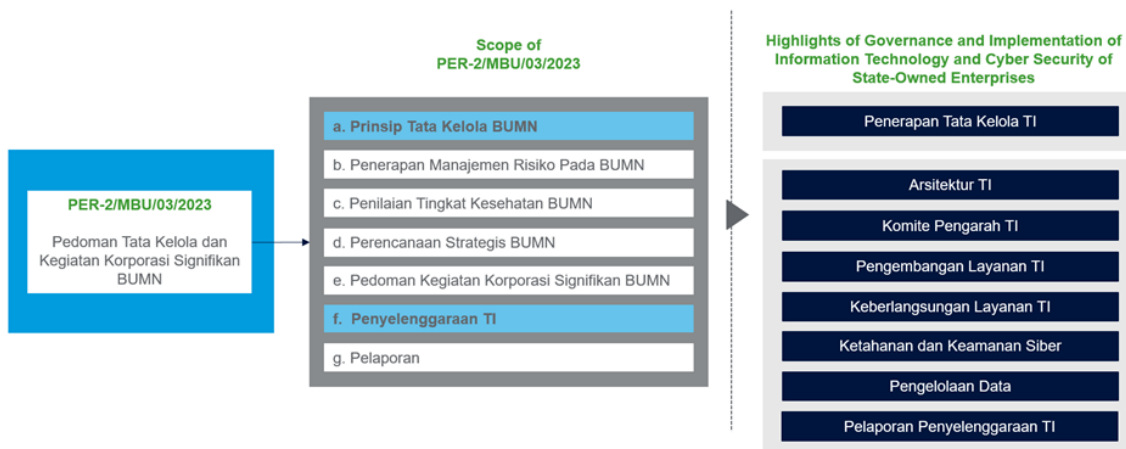 PER-2/MBU/03/2023
Pedoman Tata Kelola dan
Kegiatan Korporasi Signifikan
BUMN
Scope of
PER-2/MBU/03/2023
a. Prinsip Tata Kelola BUMN
b. Penerapan Manajemen Risiko Pada BUMN
c. Penilaian Tingkat Kesehatan BUMN
d. Perencanaan Strategis BUMN
e. Pedoman Kegiatan Korporasi Signifikan BUMN
f. Penyelenggaraan TI
g. Pelaporan
Highlights of Governance and Implementation of
Information Technology and Cyber Security of
State-Owned Enterprises
Penerapan Tata Kelola TI
Arsitektur TI
Komite Pengarah TI
Pengembangan Layanan TI
Keberlangsungan Layanan TI
Ketahanan dan Keamanan Siber
Pengelolaan Data
Pelaporan Penyelenggaraan TI